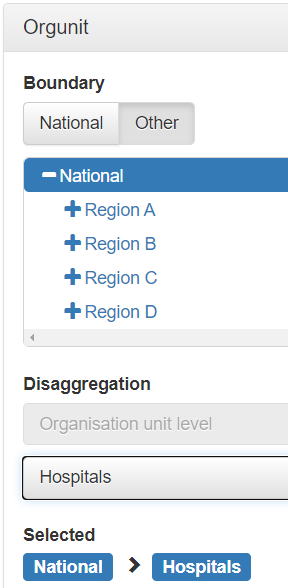 Orgunit
Boundary
National Other
National
Region A
Region B
Region C
Region D
Disaggregation
Organisation unit level
Hospitals
Selected
National Hospitals